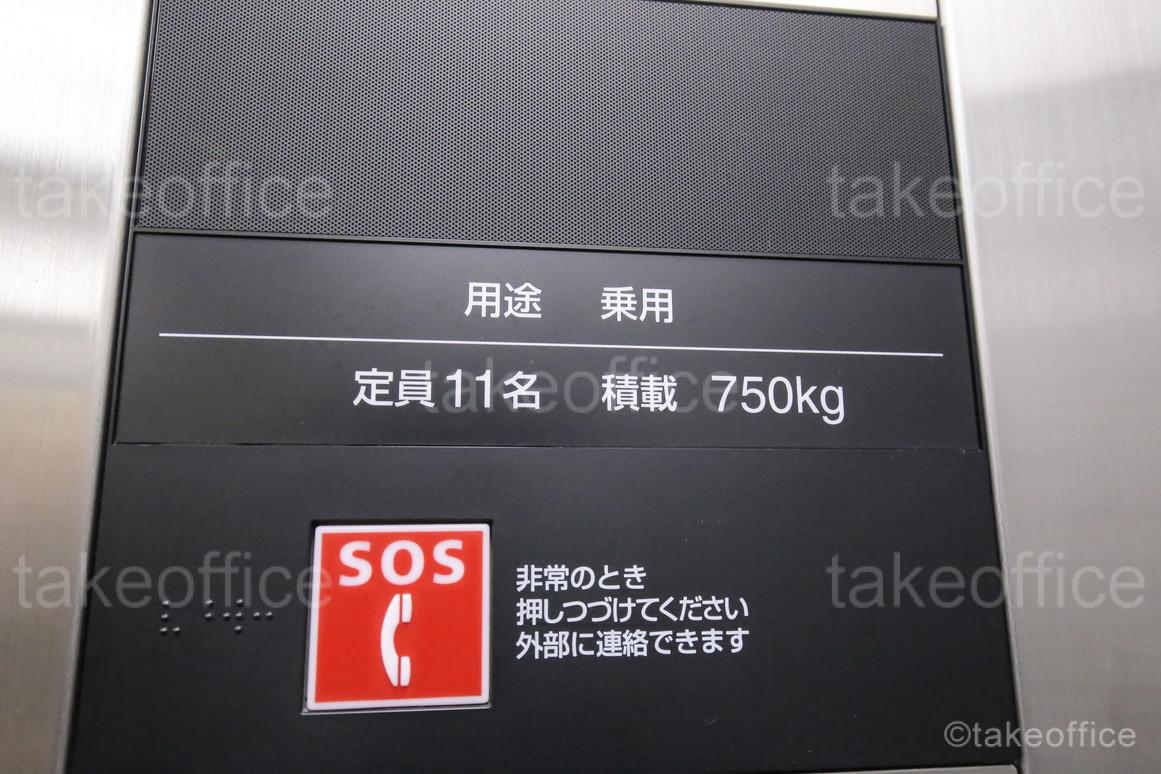 takeoffice takeoffice
用途 乗用
定員11名 積載 750kg
takeoffice
SOS
非常のとき
押しつづけてください
外部に連絡できます
takeoffice takeoffice
©takeoffice